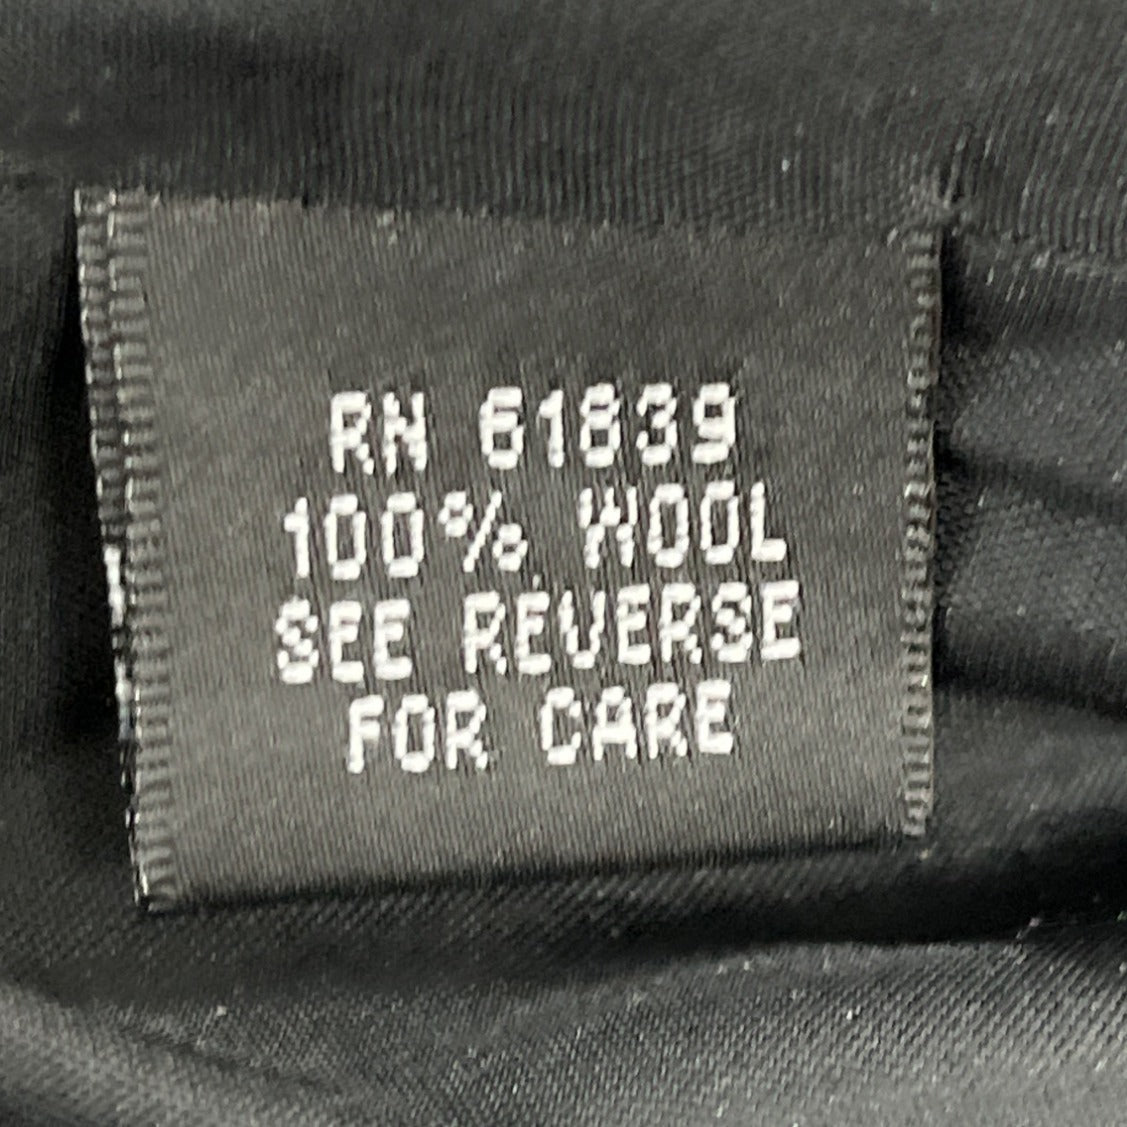 RN 61839
100% WOOL
SEE REVERSE
FOR CARE